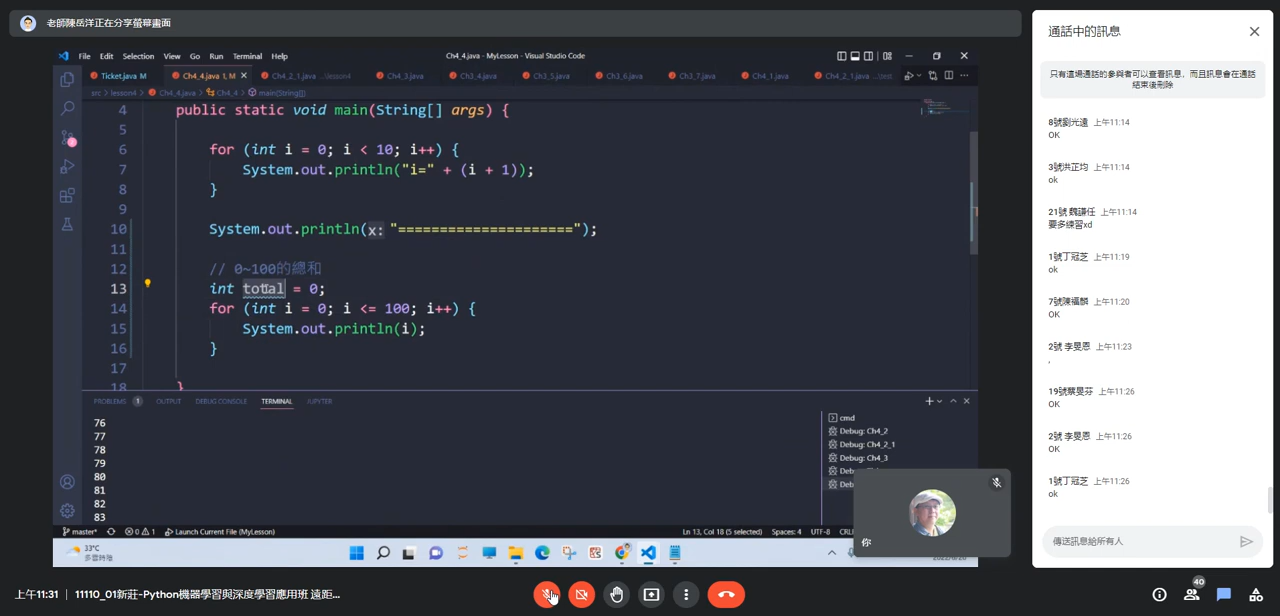 老師陳岳洋正在分享螢幕畫面
File Edit Selection View Go Run Terminal Help
Ch4_4.java - MyLesson - Visual Studio Code
Ticket.java M
Ch4_4.java 1, M
Ch4_2_1.java ...\lesson4
Ch4_3.java
Ch3_4.java
Ch3_5.java
Ch3_6.java
Ch3_7.java
Ch4_1.java
Ch4_2_1.java
src > lesson4 > Ch4_4.java > Ch4_4 > main(String[])
4 public static void main(String[] args) {
5
6 for (int i = 0; i < 10; i++) {
7 System.out.println("i=" + (i + 1));
8 }
9
10 System.out.println(x: "=====================");
11
12 // 0~100的總和
13 int total = 0;
14 for (int i = 0; i <= 100; i++) {
15 System.out.println(i);
16 }
17
18 }
PROBLEMS 1 OUTPUT DEBUG CONSOLE TERMINAL JUPYTER
76
77
78
79
80
81
82
83
cmd
Debug: Ch4_2
Debug: Ch4_2_1
Debug: Ch4_3
master* 0 1 Launch Current File (MyLesson)
Ln 13, Col 18 (5 selected) Spaces: 4 UTF-8 CRL
33°C
你
上午11:31 | 11110_01新莊-Python機器學習與深度學習應用班 遠距...
40
通話中的訊息
只有這場通話的參與者可以查看訊息，而且訊息會在通話
結束後刪除
8號劉光遠 上午11:14
OK
3號洪正均 上午11:14
ok
21號 魏謙任 上午11:14
要多練習xd
1號丁冠芝 上午11:19
ok
7號陳福麟 上午11:20
OK
2號 李旻恩 上午11:23
,
19號蔡旻芬 上午11:26
OK
2號 李旻恩 上午11:26
OK
1號丁冠芝 上午11:26
ok
傳送訊息給所有人